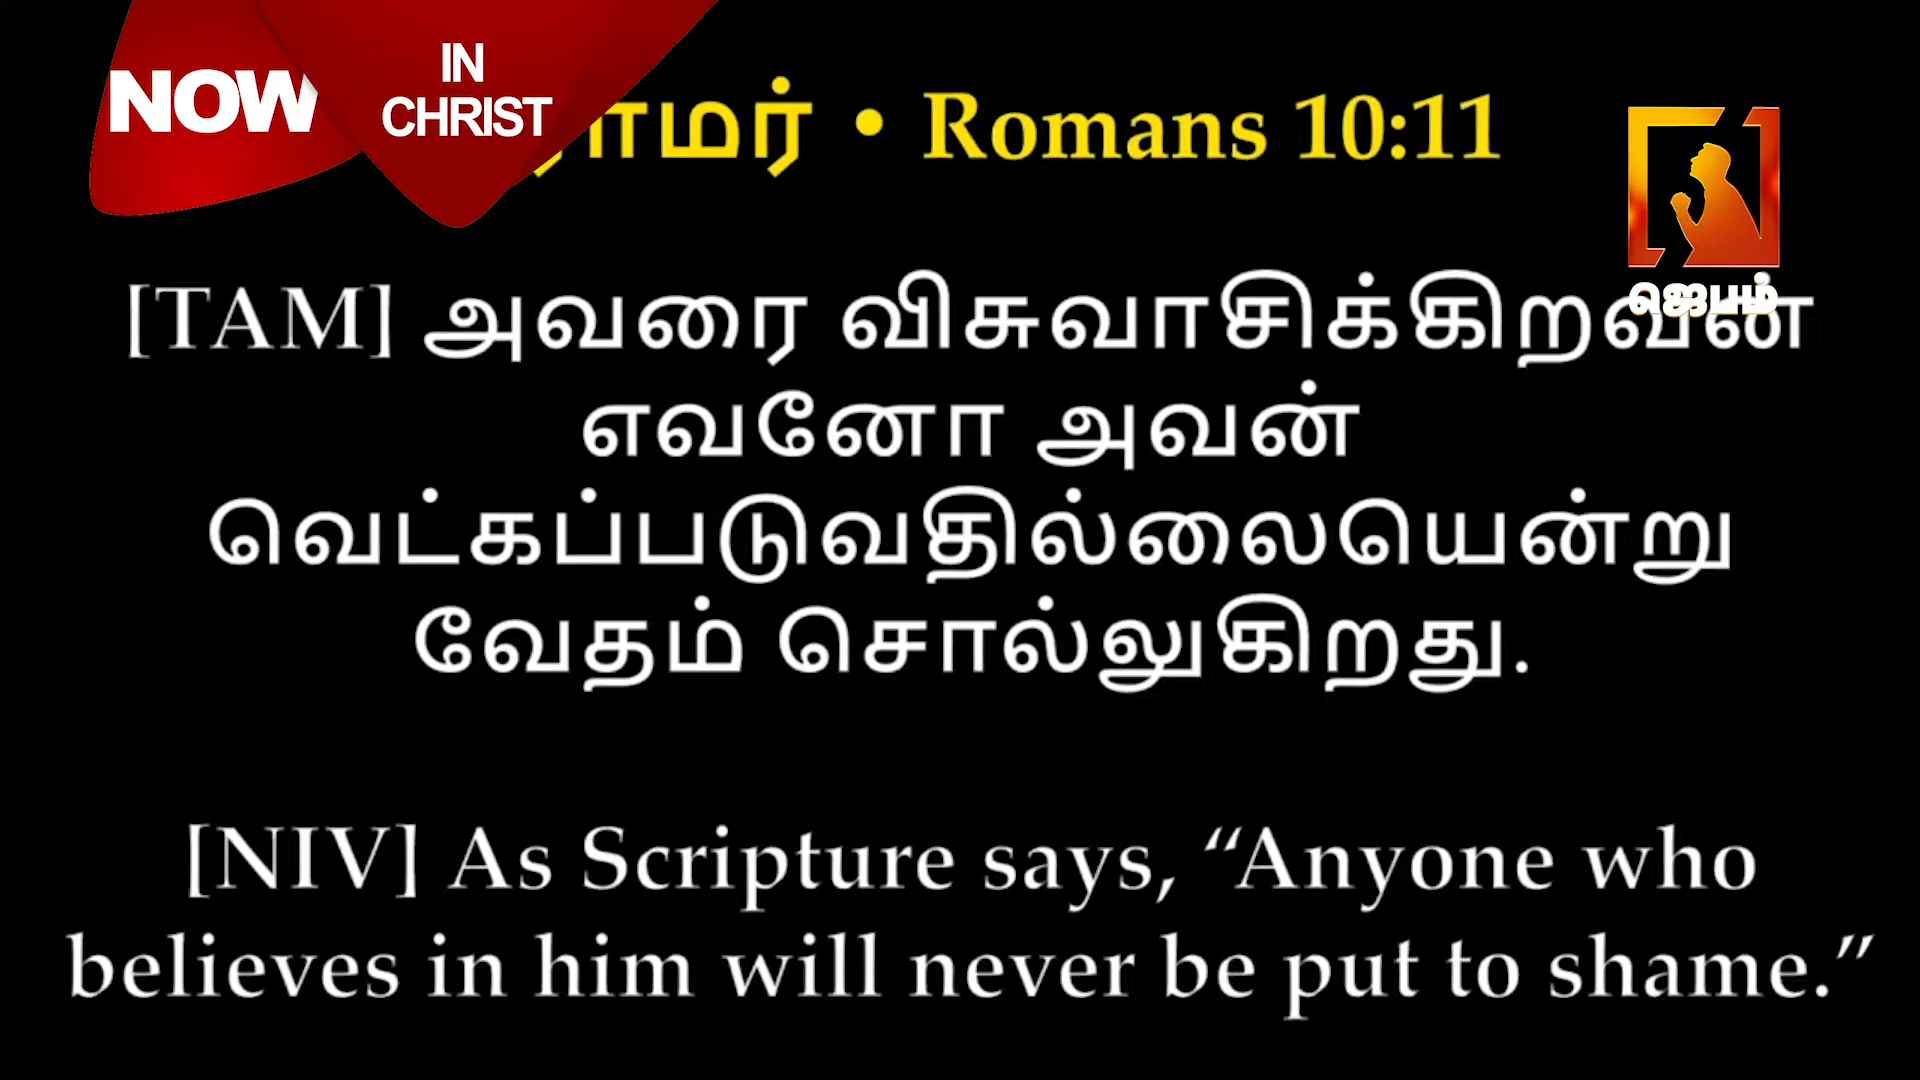 NOW
IN
CHRIST
ராமர் • Romans 10:11
ஜெபம்
[TAM] அவரை விசுவாசிக்கிறவன்
எவனோ அவன்
வெட்கப்படுவதில்லையென்று
வேதம் சொல்லுகிறது.
[NIV] As Scripture says, “Anyone who
believes in him will never be put to shame.”